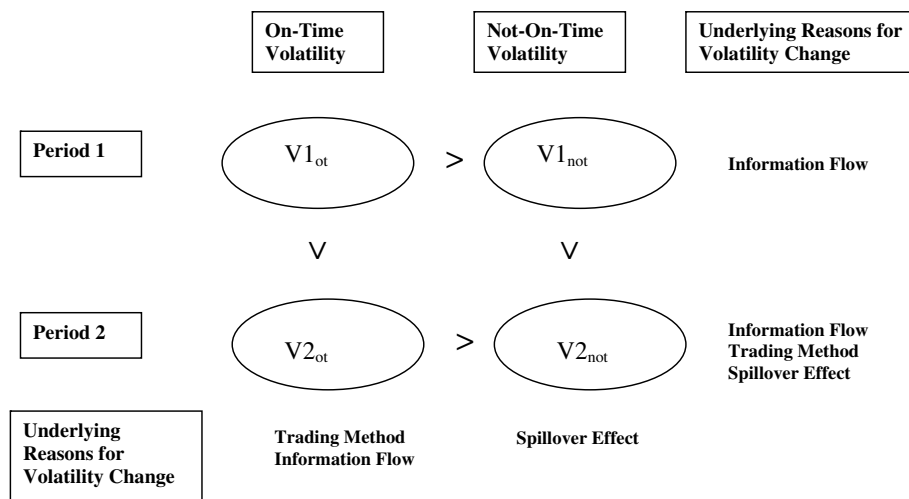 On-Time
Volatility
Not-On-Time
Volatility
Underlying Reasons for
Volatility Change
Period 1
V1ot
>
V1not
Information Flow
V
V
Period 2
V2ot
>
V2not
Information Flow
Trading Method
Spillover Effect
Underlying
Reasons for
Volatility Change
Trading Method
Information Flow
Spillover Effect